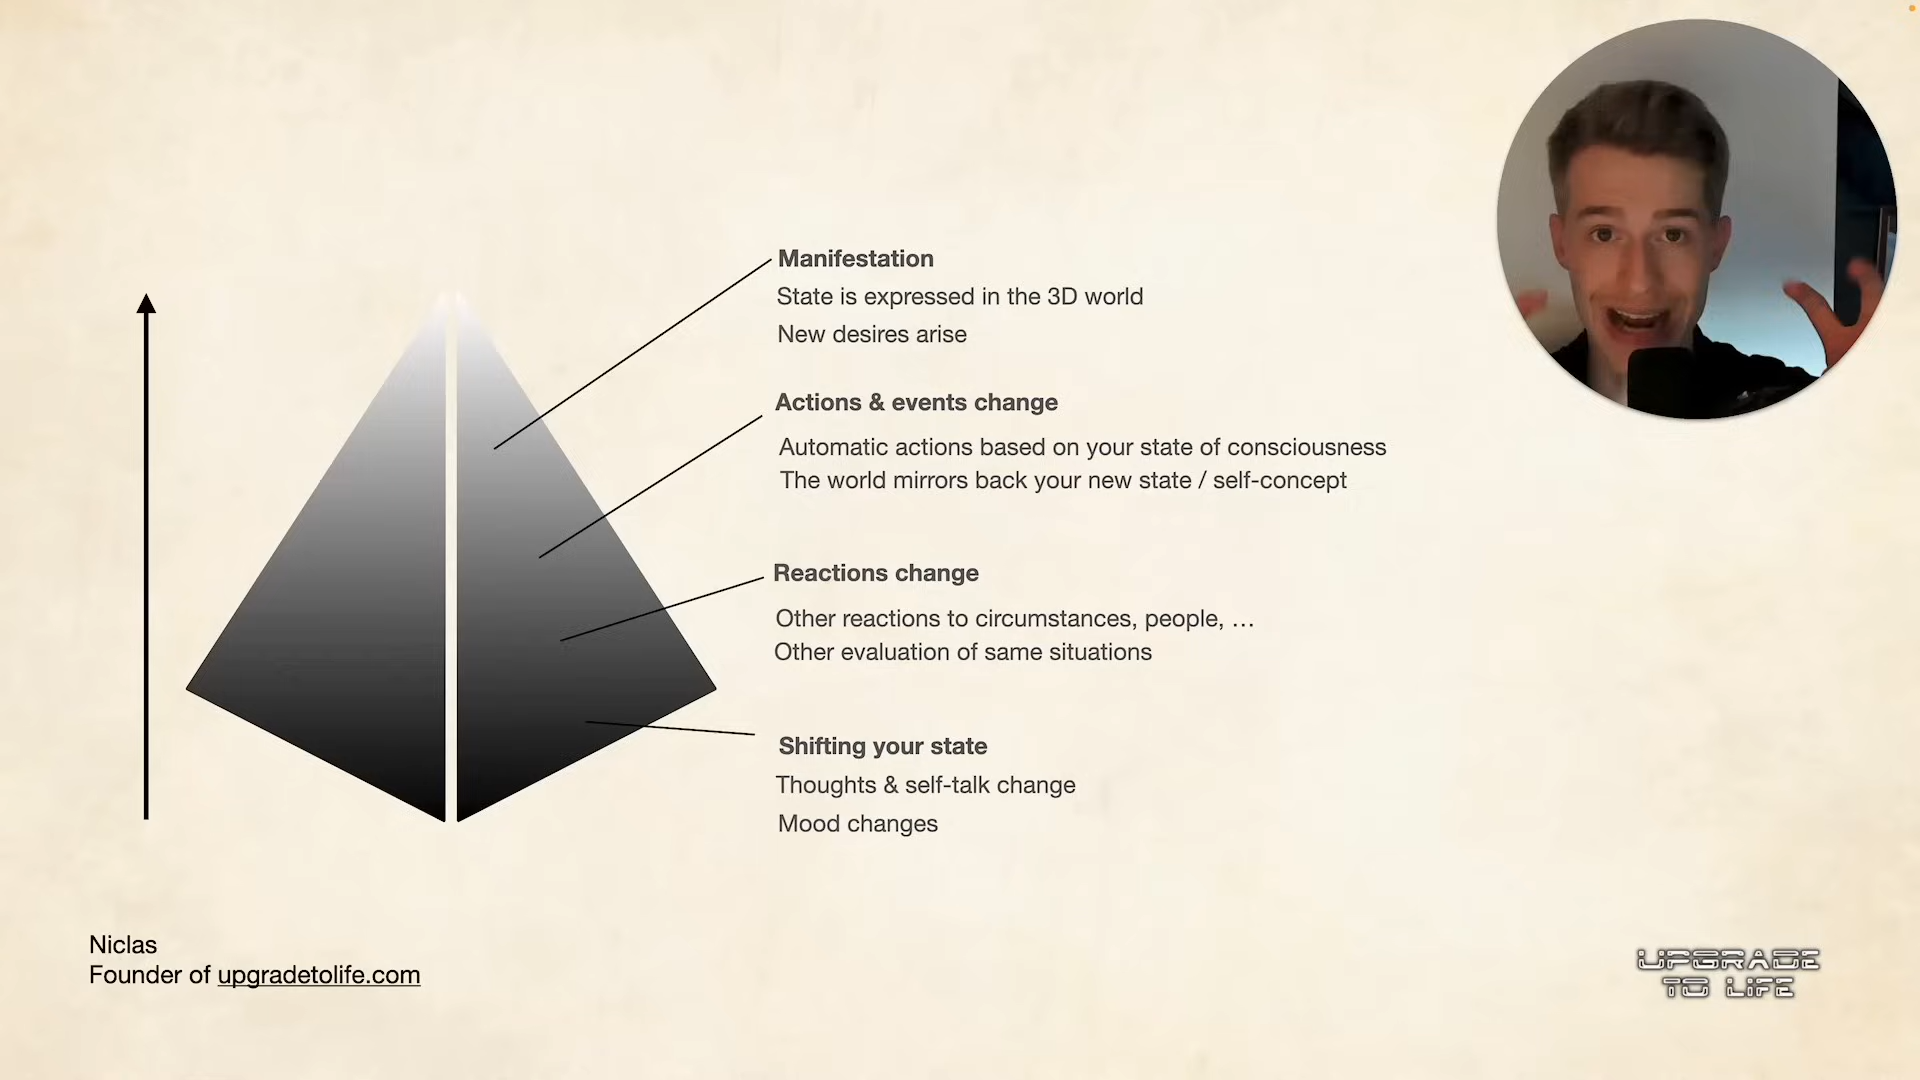 Manifestation
State is expressed in the 3D world
New desires arise
Actions & events change
Automatic actions based on your state of consciousness
The world mirrors back your new state / self-concept
Reactions change
Other reactions to circumstances, people, …
Other evaluation of same situations
Shifting your state
Thoughts & self-talk change
Mood changes
Niclas
Founder of upgradetolife.com
UPGRADE
TO LIFE